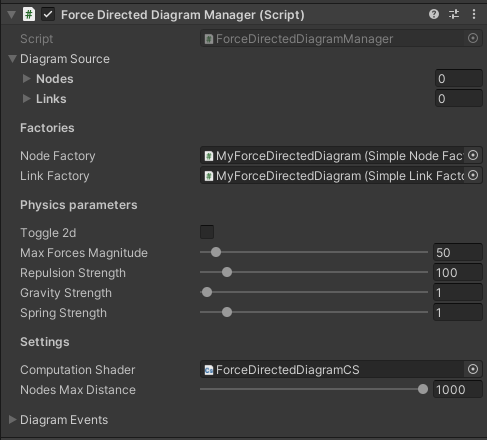 Force Directed Diagram Manager (Script)
Script ForceDirectedDiagramManager
Diagram Source
Nodes 0
Links 0
Factories
Node Factory MyForceDirectedDiagram (Simple Node Fac
Link Factory MyForceDirectedDiagram (Simple Link Facto
Physics parameters
Toggle 2d
Max Forces Magnitude 50
Repulsion Strength 100
Gravity Strength 1
Spring Strength 1
Settings
Computation Shader ForceDirectedDiagramCS
Nodes Max Distance 1000
Diagram Events